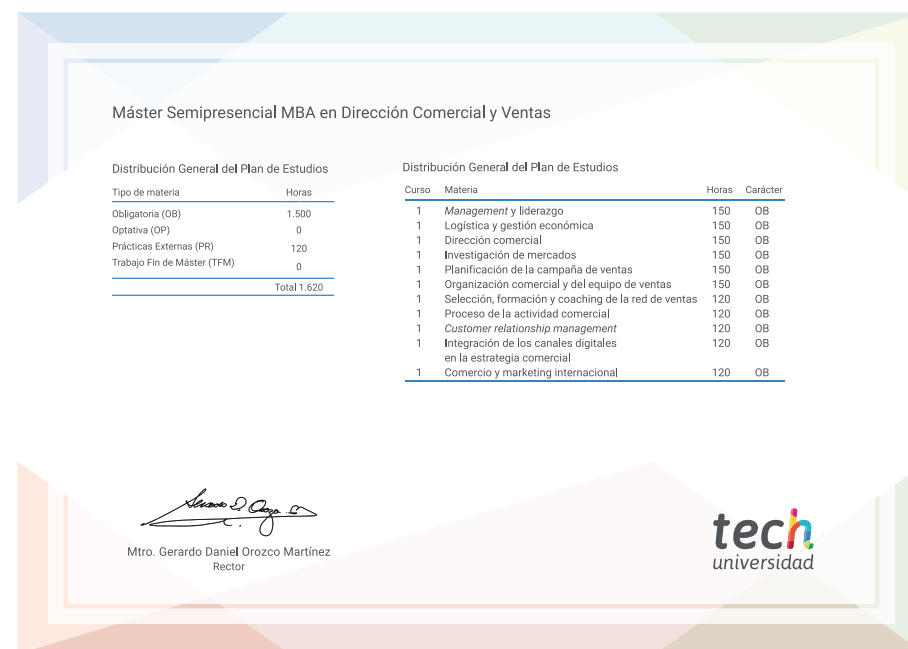 Máster Semipresencial MBA en Dirección Comercial y Ventas
Distribución General del Plan de Estudios
Tipo de materia Horas
Obligatoria (OB) 1.500
Optativa (OP) 0
Prácticas Externas (PR) 120
Trabajo Fin de Máster (TFM) 0
Total 1.620
Distribución General del Plan de Estudios
Curso Materia Horas Carácter
1 Management y liderazgo 150 OB
1 Logística y gestión económica 150 OB
1 Dirección comercial 150 OB
1 Investigación de mercados 150 OB
1 Planificación de la campaña de ventas 150 OB
1 Organización comercial y del equipo de ventas 150 OB
1 Selección, formación y coaching de la red de ventas 120 OB
1 Proceso de la actividad comercial 120 OB
1 Customer relationship management 120 OB
1 Integración de los canales digitales 120 OB
en la estrategia comercial
1 Comercio y marketing internacional 120 OB
Mtro. Gerardo Daniel Orozco Martínez
Rector
tech
universidad